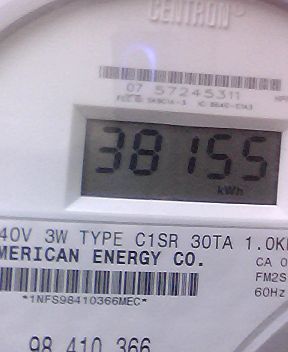 CENTRON®
07 57245311
38155
kWh
40V 3W TYPE C1SR 30TA 1.0K
MERICAN ENERGY CO.
CA 0
FM2S
*1NFS98410366MEC*
60Hz
98 410 366